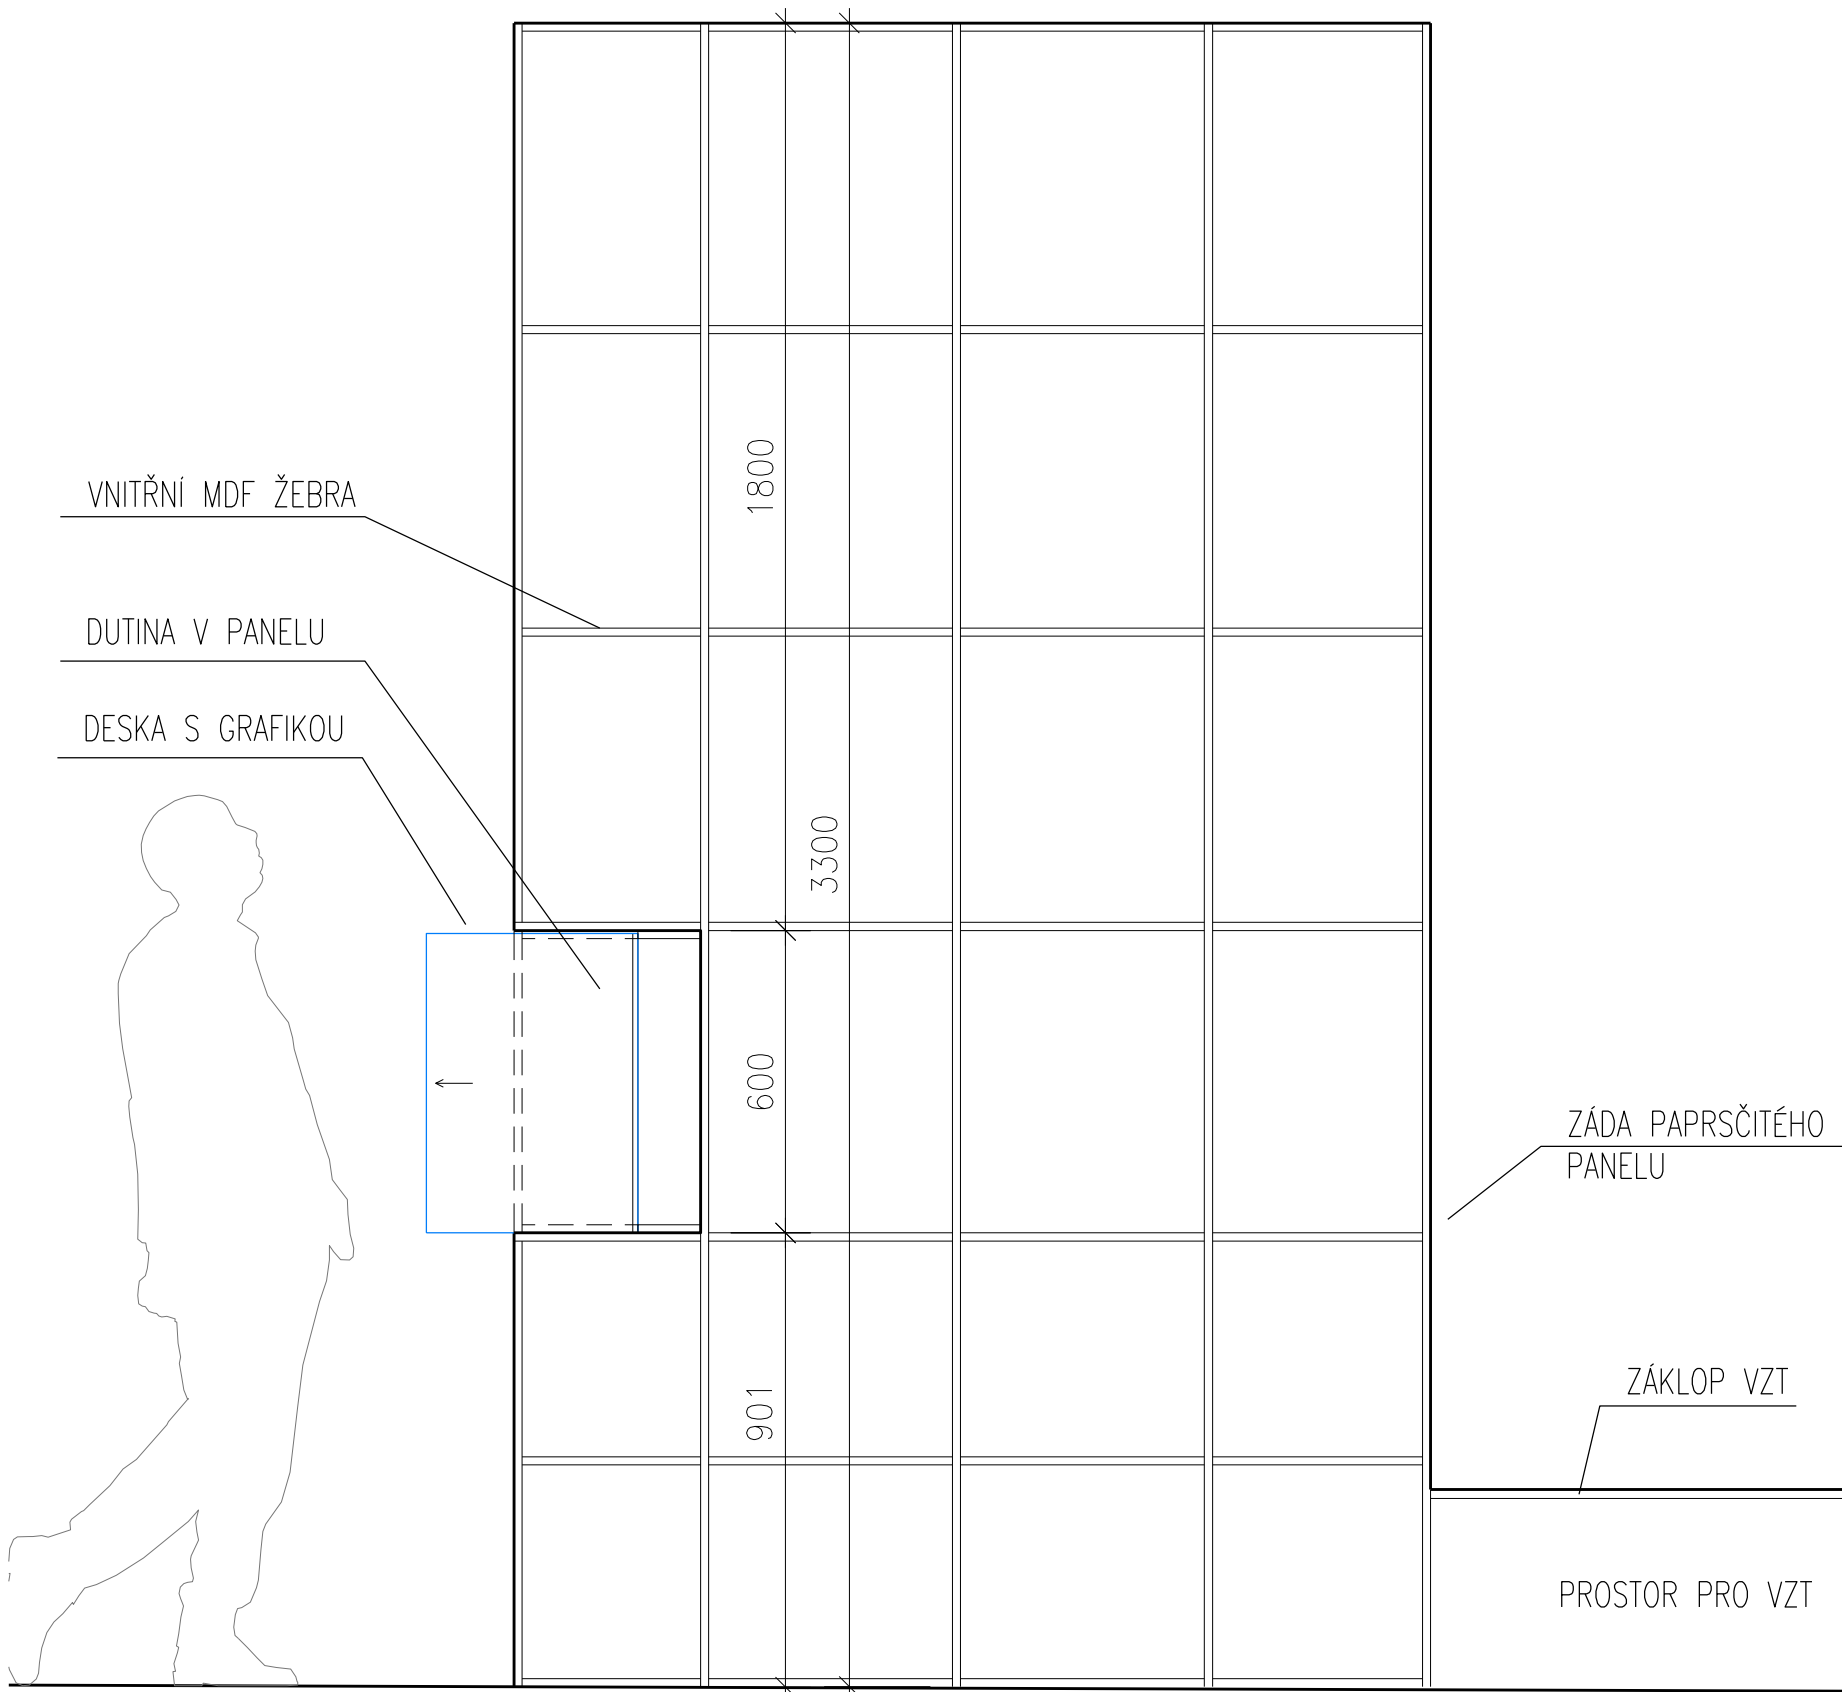 1800
VNITŘNÍ MDF ŽEBRA
DUTINA V PANELU
DESKA S GRAFIKOU
3300
600
ZÁDA PAPRSČITÉHO
PANELU
ZÁKLOP VZT
901
PROSTOR PRO VZT